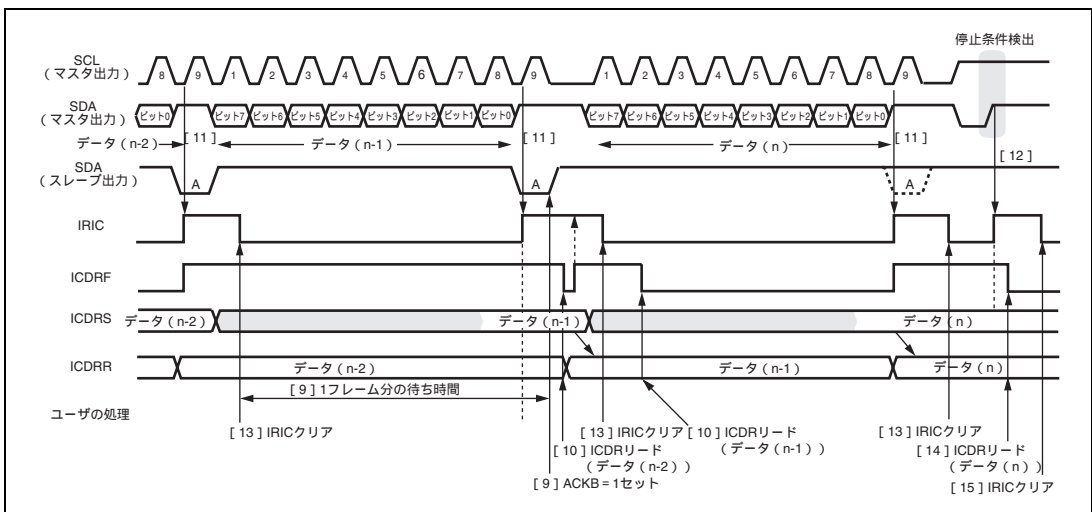 停止条件検出
SCL
(マスタ出力)
8 9 1 2 3 4 5 6 7 8 9 1 2 3 4 5 6 7 8 9
SDA
(マスタ出力)
ビット0 ビット7 ビット6 ビット5 ビット4 ビット3 ビット2 ビット1 ビット0 ビット7 ビット6 ビット5 ビット4 ビット3 ビット2 ビット1 ビット0
データ(n-2) [ 11 ] データ(n-1) [ 11 ] データ(n) [ 11 ]
[ 12 ]
SDA
(スレーブ出力)
A A A
IRIC
ICDRF
ICDRS データ(n-2) データ(n-1) データ(n)
ICDRR データ(n-2) データ(n-1) データ(n)
[ 9 ] 1フレーム分の待ち時間
ユーザの処理
[ 13 ] IRICクリア [ 13 ] IRICクリア [ 10 ] ICDRリード
(データ(n-1)) [ 13 ] IRICクリア
[ 10 ] ICDRリード
(データ(n-2)) [ 14 ] ICDRリード
(データ(n))
[ 9 ] ACKB = 1セット [ 15 ] IRICクリア